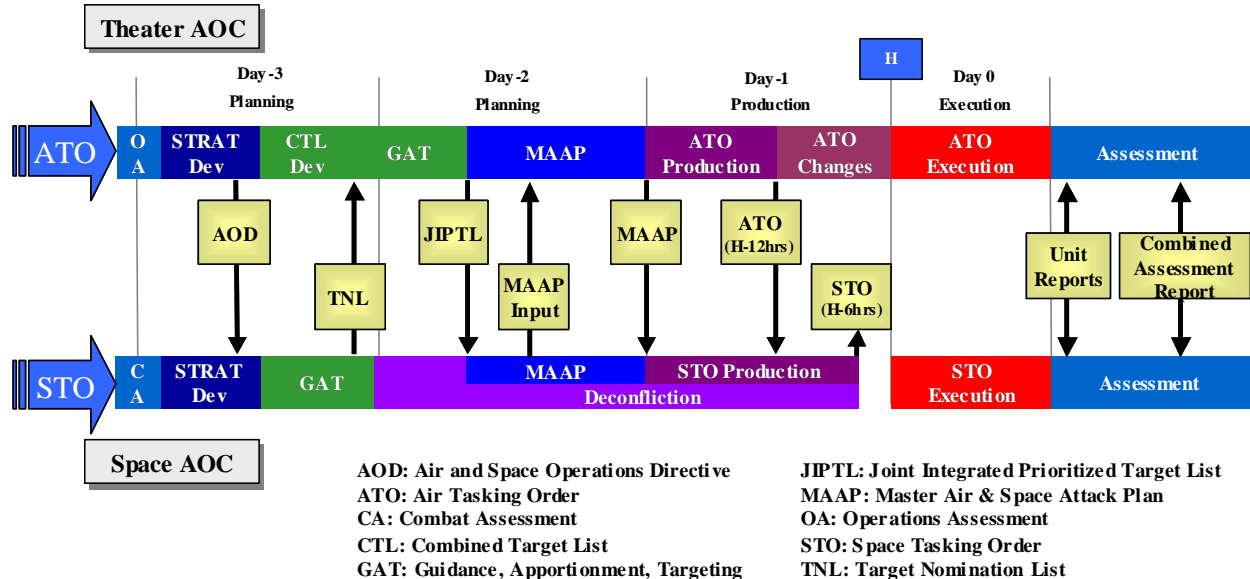 Theater AOC
H
Day-3
Planning
Day-2
Planning
Day-1
Production
Day 0
Execution
ATO
O
A
STRAT
Dev
CTL
Dev
GAT
MAAP
ATO
Production
ATO
Changes
ATO
Execution
Assessment
AOD
TNL
JIPTL
MAAP
Input
MAAP
ATO
(H-12hrs)
STO
(H-6hrs)
Unit
Reports
Combined
Assessment
Report
STO
C
A
STRAT
Dev
GAT
MAAP
STO Production
Deconfliction
STO
Execution
Assessment
Space AOC
AOD: Air and Space Operations Directive
ATO: Air Tasking Order
CA: Combat Assessment
CTL: Combined Target List
GAT: Guidance, Apportionment, Targeting
JIPTL: Joint Integrated Prioritized Target List
MAAP: Master Air & Space Attack Plan
OA: Operations Assessment
STO: Space Tasking Order
TNL: Target Nomination List